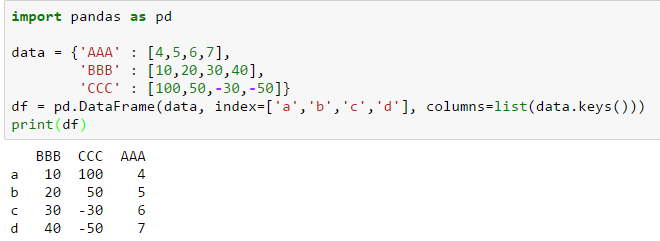 import pandas as pd
data = {'AAA' : [4,5,6,7],
'BBB' : [10,20,30,40],
'CCC' : [100,50,-30,-50]}
df = pd.DataFrame(data, index=['a','b','c','d'], columns=list(data.keys()))
print(df)
BBB CCC AAA
a 10 100 4
b 20 50 5
c 30 -30 6
d 40 -50 7